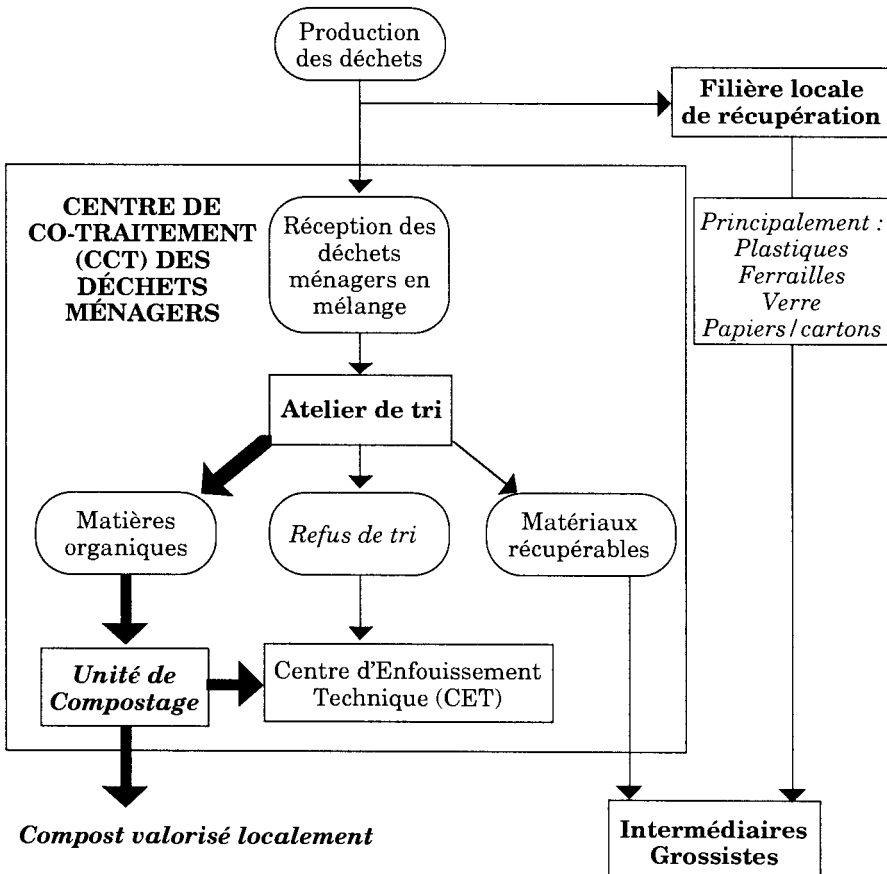 Production
des déchets
Filière locale
de récupération
CENTRE DE
CO-TRAITEMENT
(CCT) DES
DÉCHETS
MÉNAGERS
Réception des
déchets
ménagers en
mélange
Principalement :
Plastiques
Ferrailles
Verre
Papiers / cartons
Atelier de tri
Matières
organiques
Refus de tri
Matériaux
récupérables
Unité de
Compostage
Centre d'Enfouissement
Technique (CET)
Compost valorisé localement
Intermédiaires
Grossistes